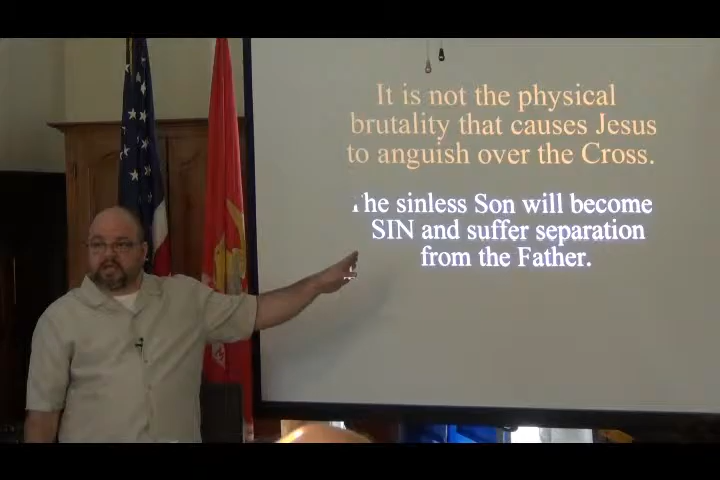 It is not the physical
brutality that causes Jesus
to anguish over the Cross.
The sinless Son will become
SIN and suffer separation
from the Father.